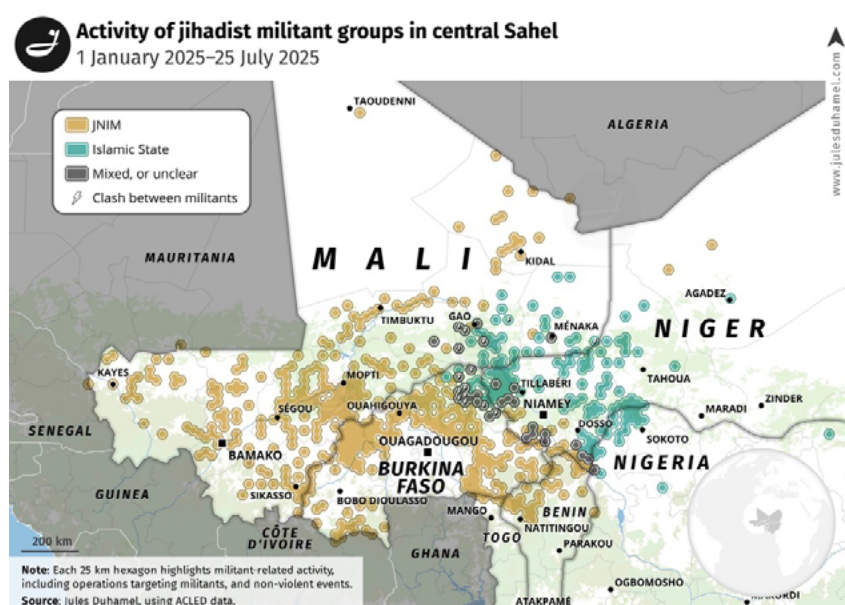 Activity of jihadist militant groups in central Sahel
1 January 2025–25 July 2025
www.julesduhamel.com
TAOUDENNI
ALGERIA
JNIM
Islamic State
Mixed, or unclear
Clash between militants
MAURITANIA
MALI
KIDAL
AGADEZ
TIMBUKTU
GAO
MÉNAKA
NIGER
KAYES
MOPTI
TILLABÉRI
TAHOUA
SÉGOU
OUAHIGOUYA
NIAMEY
MARADI
ZINDER
SENEGAL
BAMAKO
OUAGADOUGOU
DOSSO
SOKOTO
BURKINA
FASO
NIGERIA
GUINEA
SIKASSO
BOBO DIOULASSO
MANGO
BENIN
NATITINGOU
CÔTE
D'IVOIRE
GHANA
TOGO
PARAKOU
200 km
Note: Each 25 km hexagon highlights militant-related activity,
including operations targeting militants, and non-violent events.
Source: Jules Duhamel, using ACLED data.
ATAKPAMÉ
OGBOMOSHO